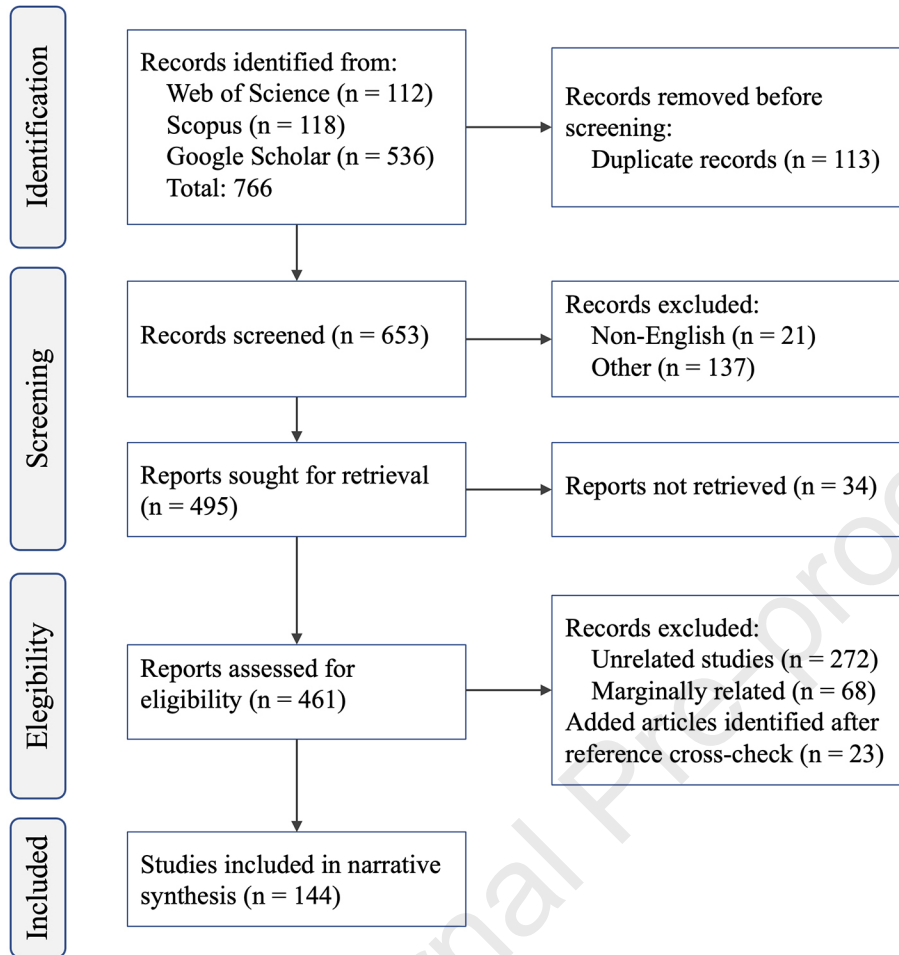 Identification
Records identified from:
Web of Science (n = 112)
Scopus (n = 118)
Google Scholar (n = 536)
Total: 766
Records removed before
screening:
Duplicate records (n = 113)
Screening
Records screened (n = 653)
Records excluded:
Non-English (n = 21)
Other (n = 137)
Reports sought for retrieval
(n = 495)
Reports not retrieved (n = 34)
Elegibility
Reports assessed for
eligibility (n = 461)
Records excluded:
Unrelated studies (n = 272)
Marginally related (n = 68)
Added articles identified after
reference cross-check (n = 23)
Included
Studies included in narrative
synthesis (n = 144)
rnal Pre-proo